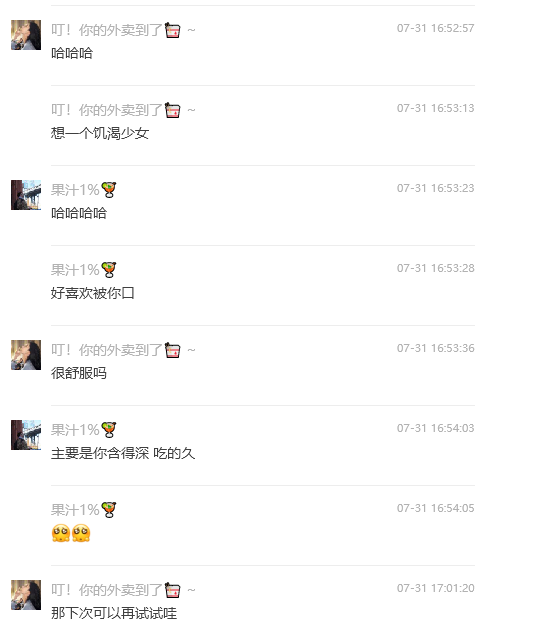 叮！你的外卖到了 ~ 07-31 16:52:57
哈哈哈
叮！你的外卖到了 ~ 07-31 16:53:13
想一个饥渴少女
果汁1% 07-31 16:53:23
哈哈哈哈
果汁1% 07-31 16:53:28
好喜欢被你口
叮！你的外卖到了 ~ 07-31 16:53:36
很舒服吗
果汁1% 07-31 16:54:03
主要是你含得深 吃的久
果汁1% 07-31 16:54:05
🥺🥺
叮！你的外卖到了 ~ 07-31 17:01:20
那下次可以再试试哇